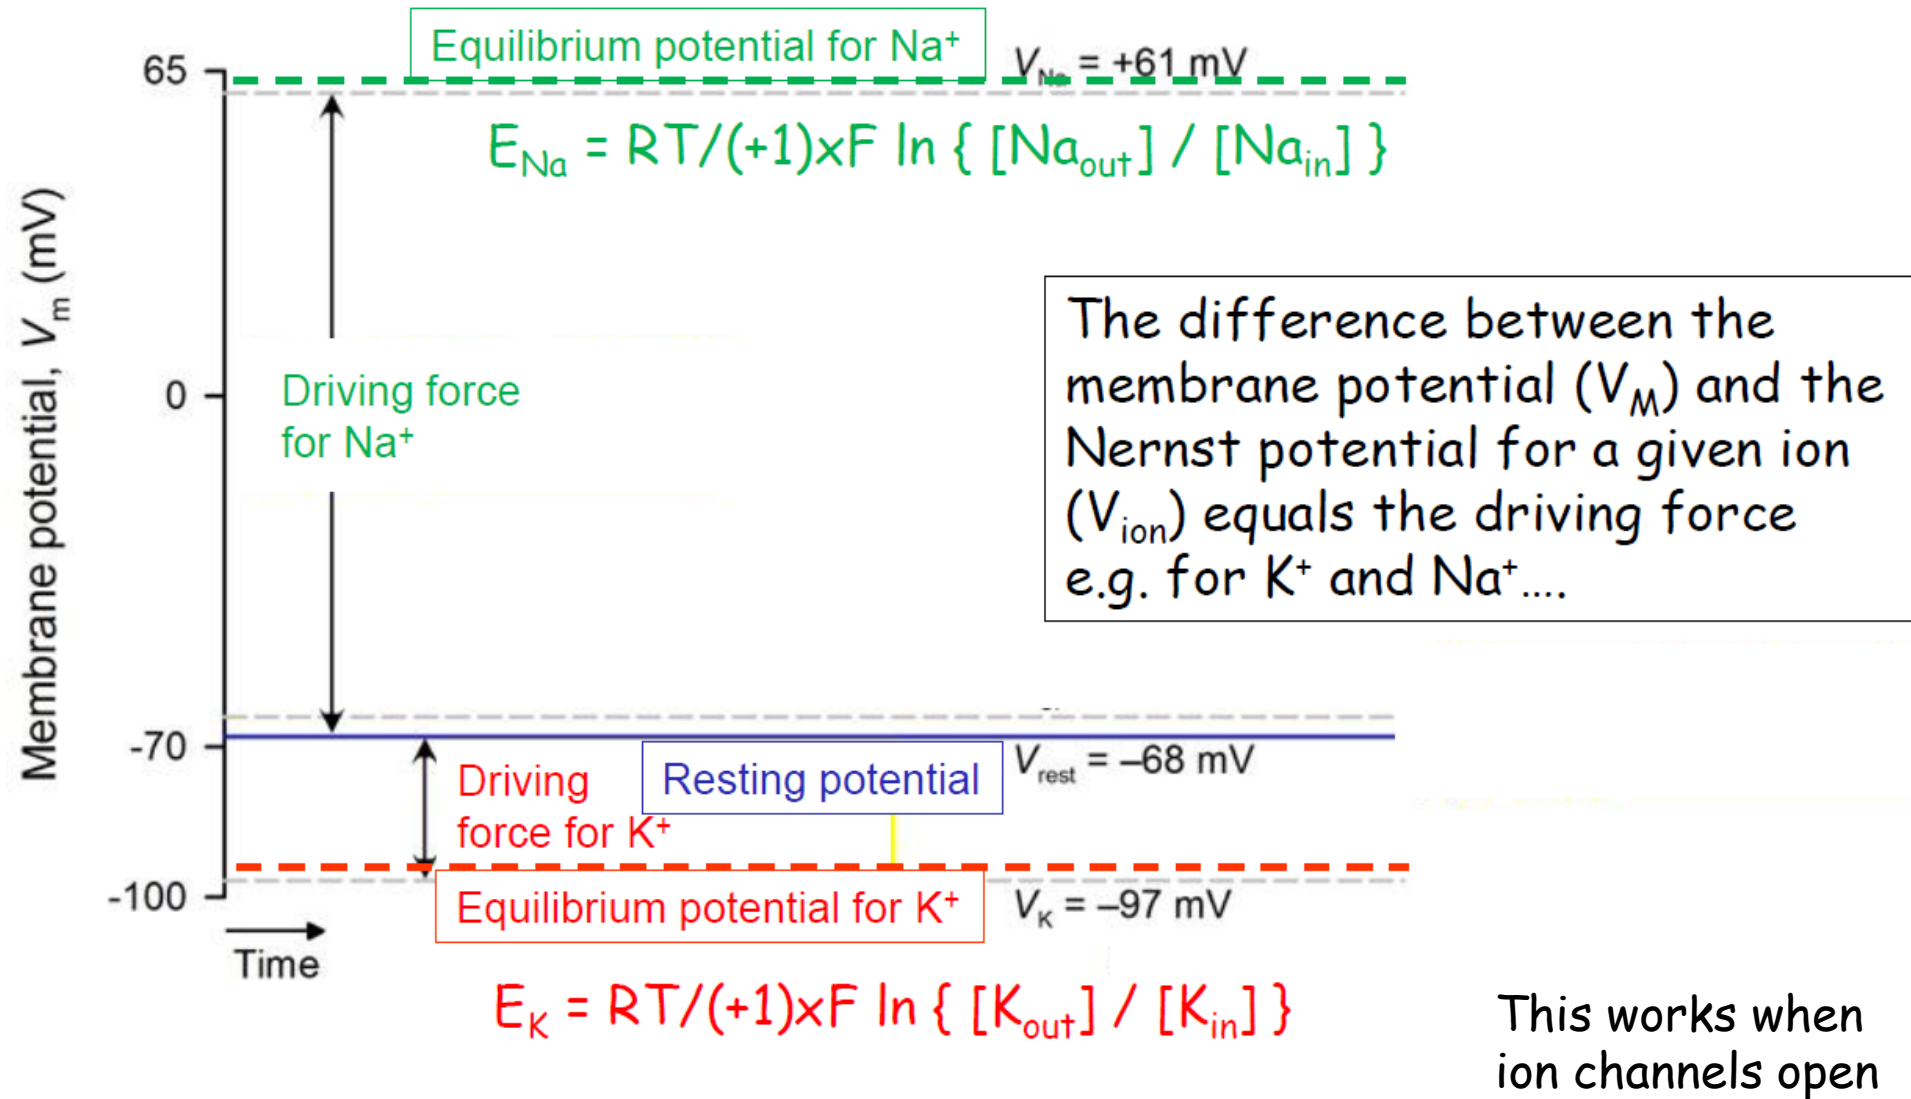 Equilibrium potential for Na⁺
V_Na = +61 mV
65
E_Na = RT/(+1)xF ln { [Na_out] / [Na_in] }
Membrane potential, V_m (mV)
The difference between the
membrane potential (V_M) and the
Nernst potential for a given ion
(V_ion) equals the driving force
e.g. for K⁺ and Na⁺....
0
Driving force
for Na⁺
-70
Resting potential
V_rest = –68 mV
Driving
force for K⁺
-100
Equilibrium potential for K⁺
V_K = –97 mV
Time
E_K = RT/(+1)xF ln { [K_out] / [K_in] }
This works when
ion channels open